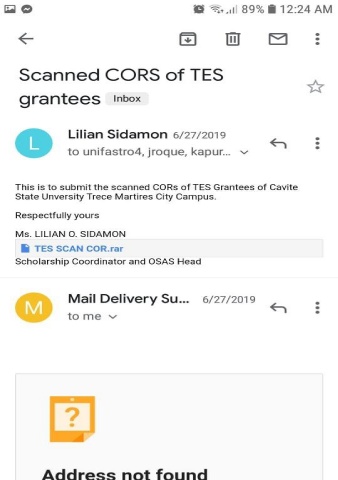 89% 12:24 AM
Scanned CORS of TES
grantees Inbox
L
Lilian Sidamon 6/27/2019
to unifastro4, jroque, kapur...
This is to submit the scanned CORs of TES Grantees of Cavite
State Unversity Trece Martires City Campus.
Respectfully yours
Ms. LILIAN O. SIDAMON
TES SCAN COR.rar
Scholarship Coordinator and OSAS Head
M
Mail Delivery Su... 6/27/2019
to me
?
Address not found